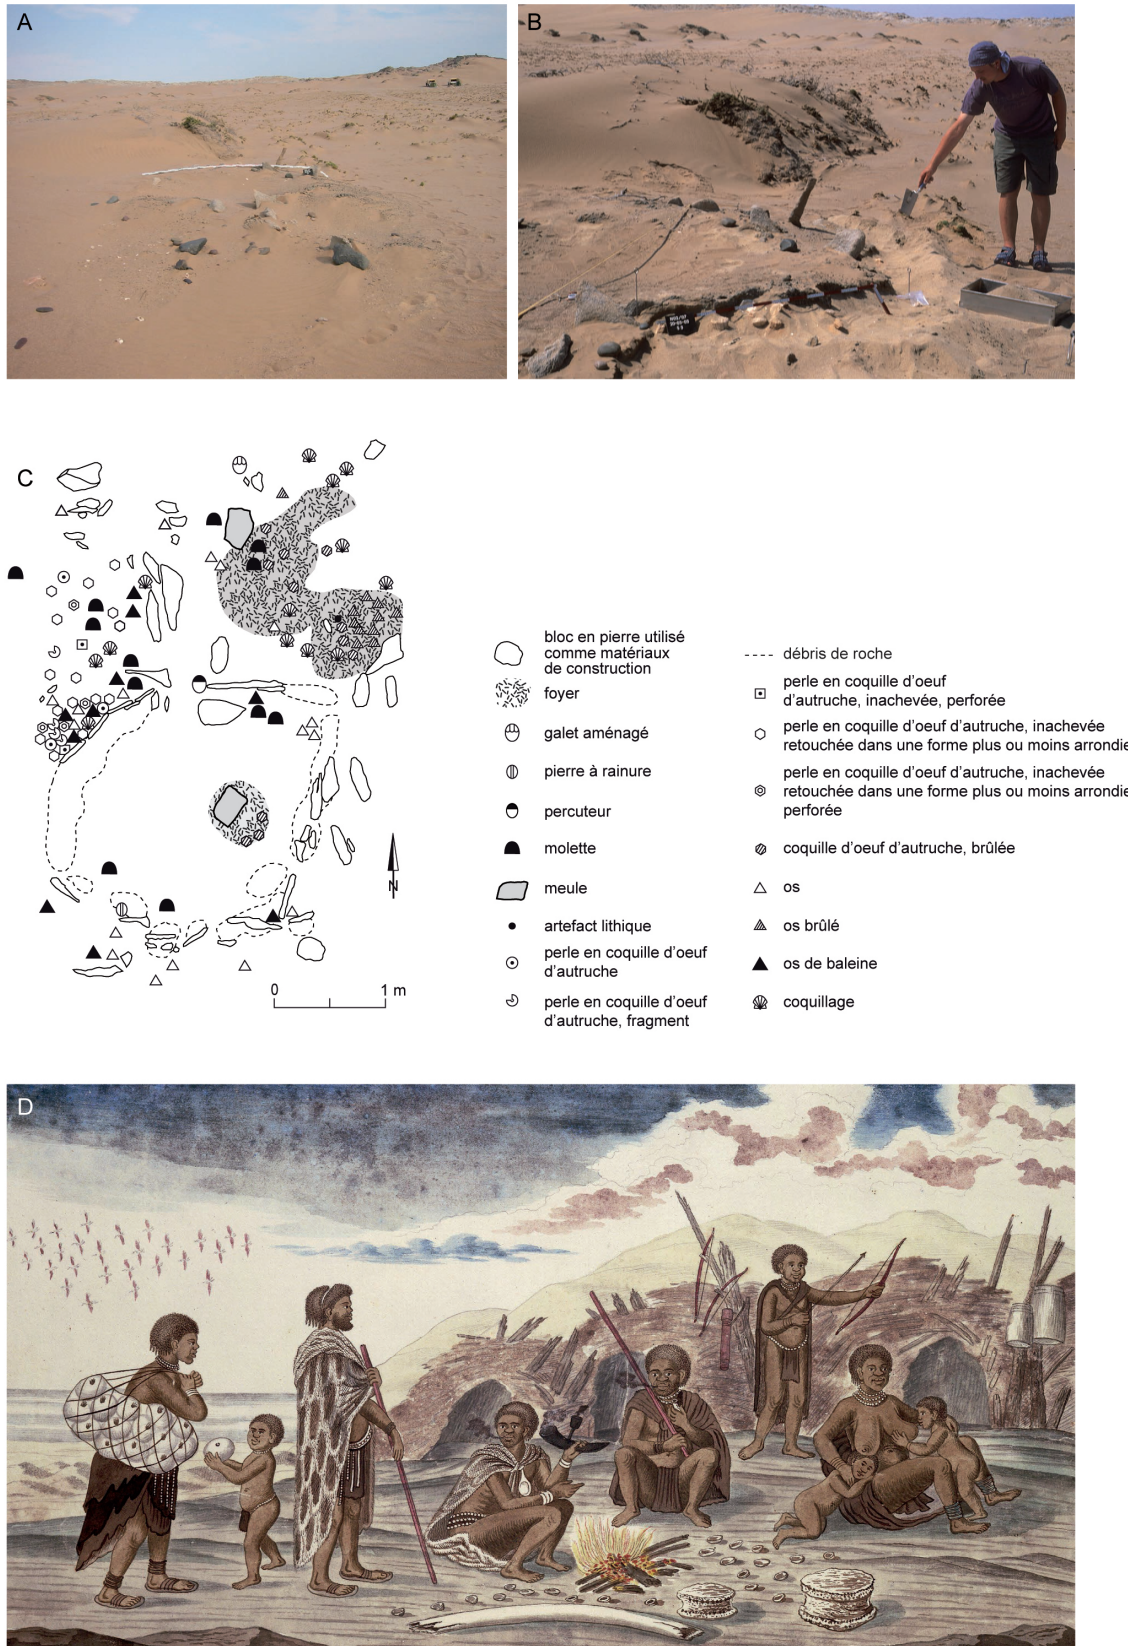 A
B
C
bloc en pierre utilisé
comme matériaux
de construction
foyer
galet aménagé
pierre à rainure
percuteur
molette
meule
artefact lithique
perle en coquille d'oeuf
d'autruche
perle en coquille d'oeuf
d'autruche, fragment
débris de roche
perle en coquille d'oeuf
d'autruche, inachevée, perforée
perle en coquille d'oeuf d'autruche, inachevée
retouchée dans une forme plus ou moins arrondie
perle en coquille d'oeuf d'autruche, inachevée
retouchée dans une forme plus ou moins arrondie
perforée
coquille d'oeuf d'autruche, brûlée
os
os brûlé
os de baleine
coquillage
N
0 1 m
D